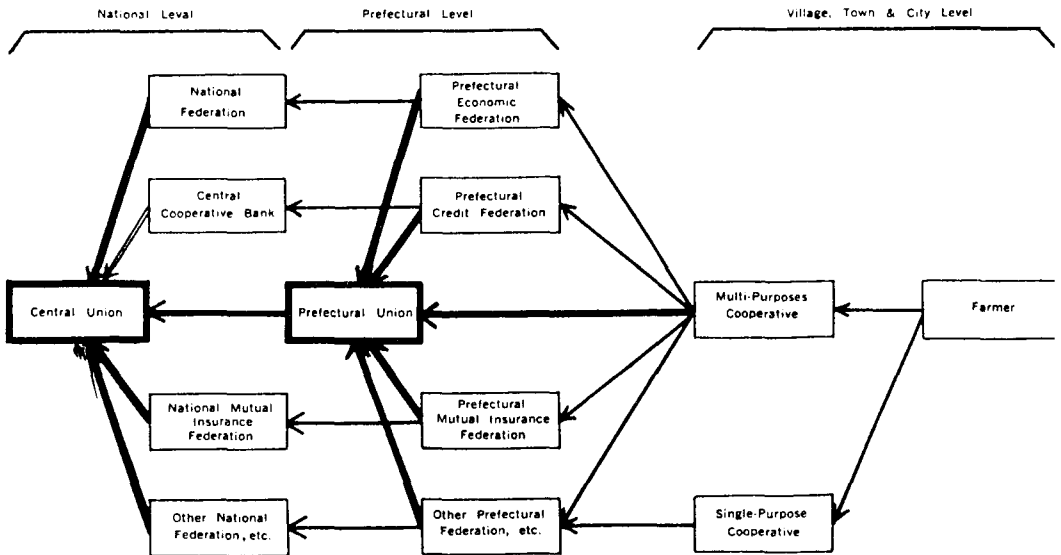 National Leval
Prefectural Level
Village, Town & City Level
National
Federation
Prefectural
Economic
Federation
Central
Cooperative Bank
Prefectural
Credit Federation
Central Union
Prefectural Union
Multi-Purposes
Cooperative
Farmer
National Mutual
Insurance
Federation
Prefectural
Mutual Insurance
Federation
Other National
Federation, etc.
Other Prefectural
Federation, etc.
Single-Purpose
Cooperative